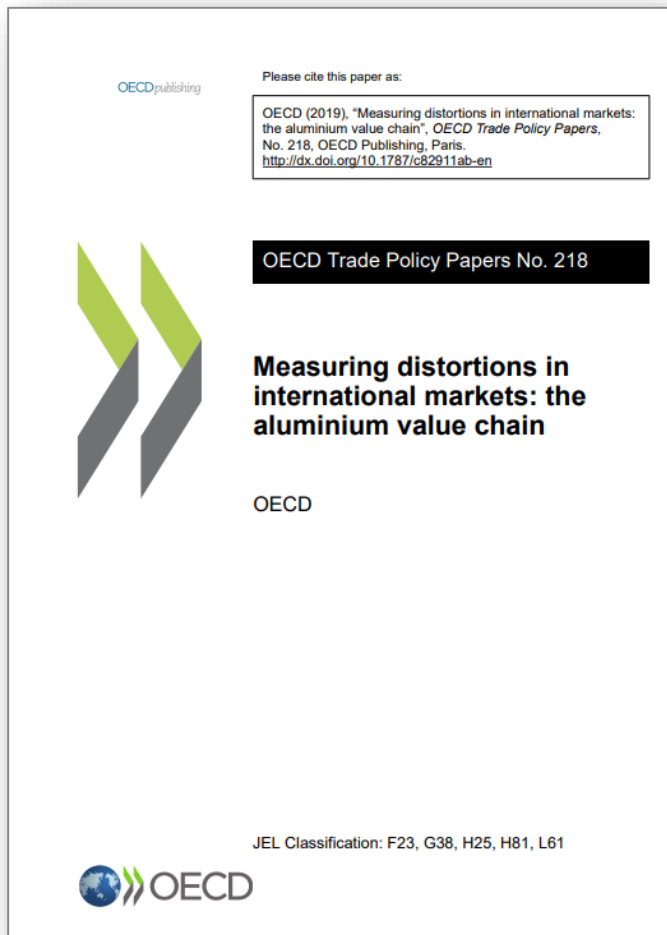 OECDpublishing
Please cite this paper as:
OECD (2019), “Measuring distortions in international markets:
the aluminium value chain”, OECD Trade Policy Papers,
No. 218, OECD Publishing, Paris.
http://dx.doi.org/10.1787/c82911ab-en
OECD Trade Policy Papers No. 218
Measuring distortions in
international markets: the
aluminium value chain
OECD
JEL Classification: F23, G38, H25, H81, L61
OECD